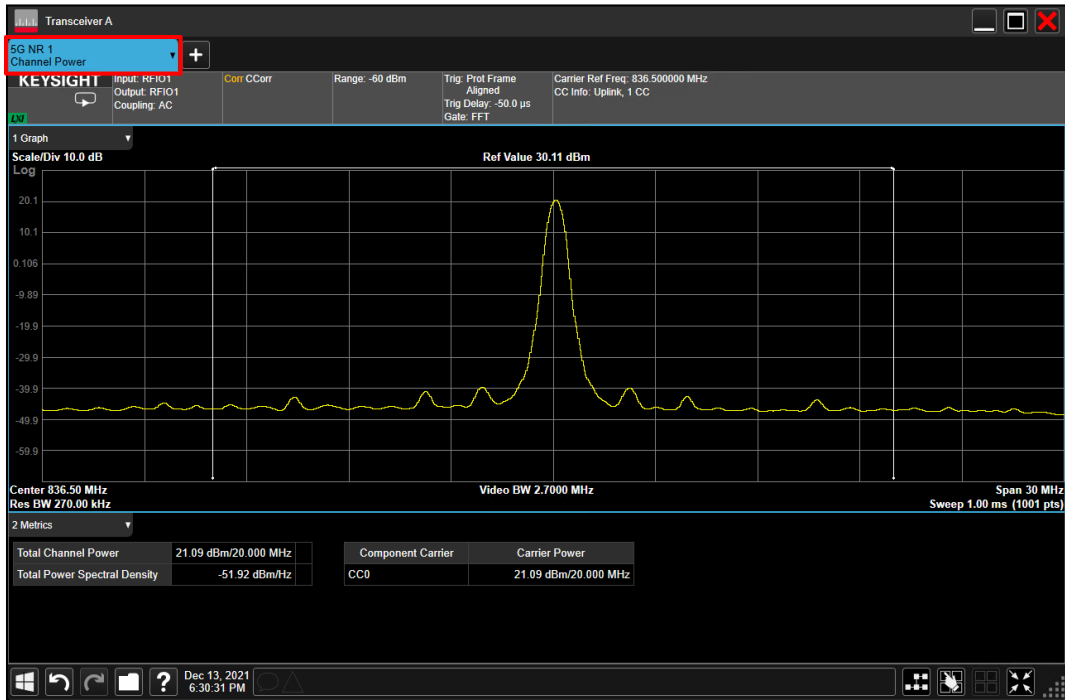 Transceiver A
5G NR 1
Channel Power
+
KEYSIGHT
LXI
Input: RFIO1
Output: RFIO1
Coupling: AC
Corr CCorr
Range: -60 dBm
Trig: Prot Frame
Aligned
Trig Delay: -50.0 µs
Gate: FFT
Carrier Ref Freq: 836.500000 MHz
CC Info: Uplink, 1 CC
1 Graph
Scale/Div 10.0 dB
Ref Value 30.11 dBm
Log
20.1
10.1
0.106
-9.89
-19.9
-29.9
-39.9
-49.9
-59.9
Center 836.50 MHz
Video BW 2.7000 MHz
Span 30 MHz
Res BW 270.00 kHz
Sweep 1.00 ms (1001 pts)
2 Metrics
Total Channel Power 21.09 dBm/20.000 MHz
Total Power Spectral Density -51.92 dBm/Hz
Component Carrier Carrier Power
CC0 21.09 dBm/20.000 MHz
?
Dec 13, 2021
6:30:31 PM